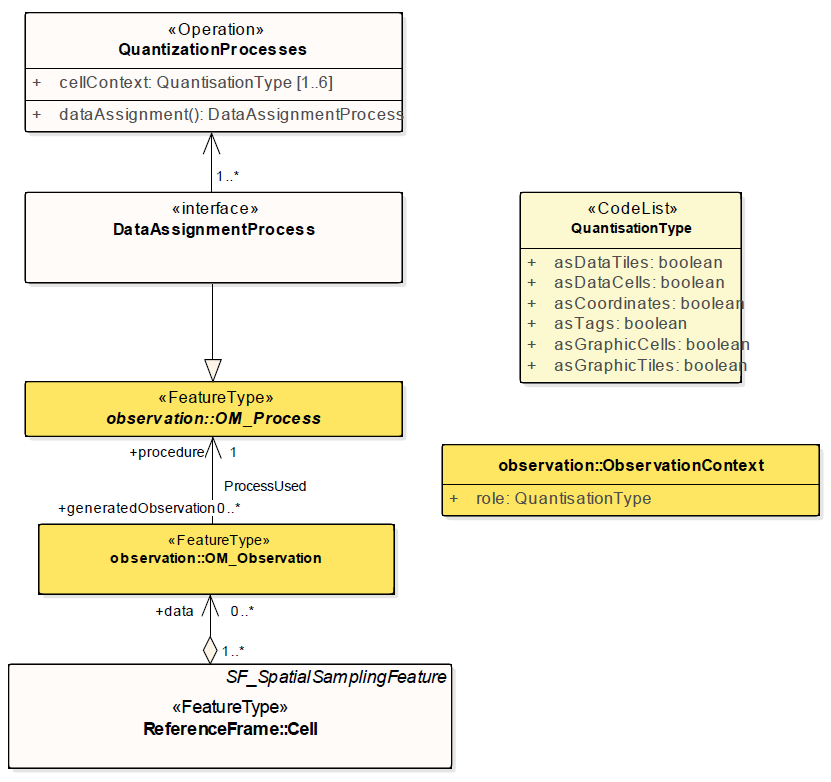 «Operation»
QuantizationProcesses
+ cellContext: QuantisationType [1..6]
+ dataAssignment(): DataAssignmentProcess
1..*
«interface»
DataAssignmentProcess
«CodeList»
QuantisationType
+ asDataTiles: boolean
+ asDataCells: boolean
+ asCoordinates: boolean
+ asTags: boolean
+ asGraphicCells: boolean
+ asGraphicTiles: boolean
«FeatureType»
observation::OM_Process
+procedure 1
ProcessUsed
+generatedObservation 0..*
observation::ObservationContext
+ role: QuantisationType
«FeatureType»
observation::OM_Observation
+data 0..*
1..*
SF_SpatialSamplingFeature
«FeatureType»
ReferenceFrame::Cell